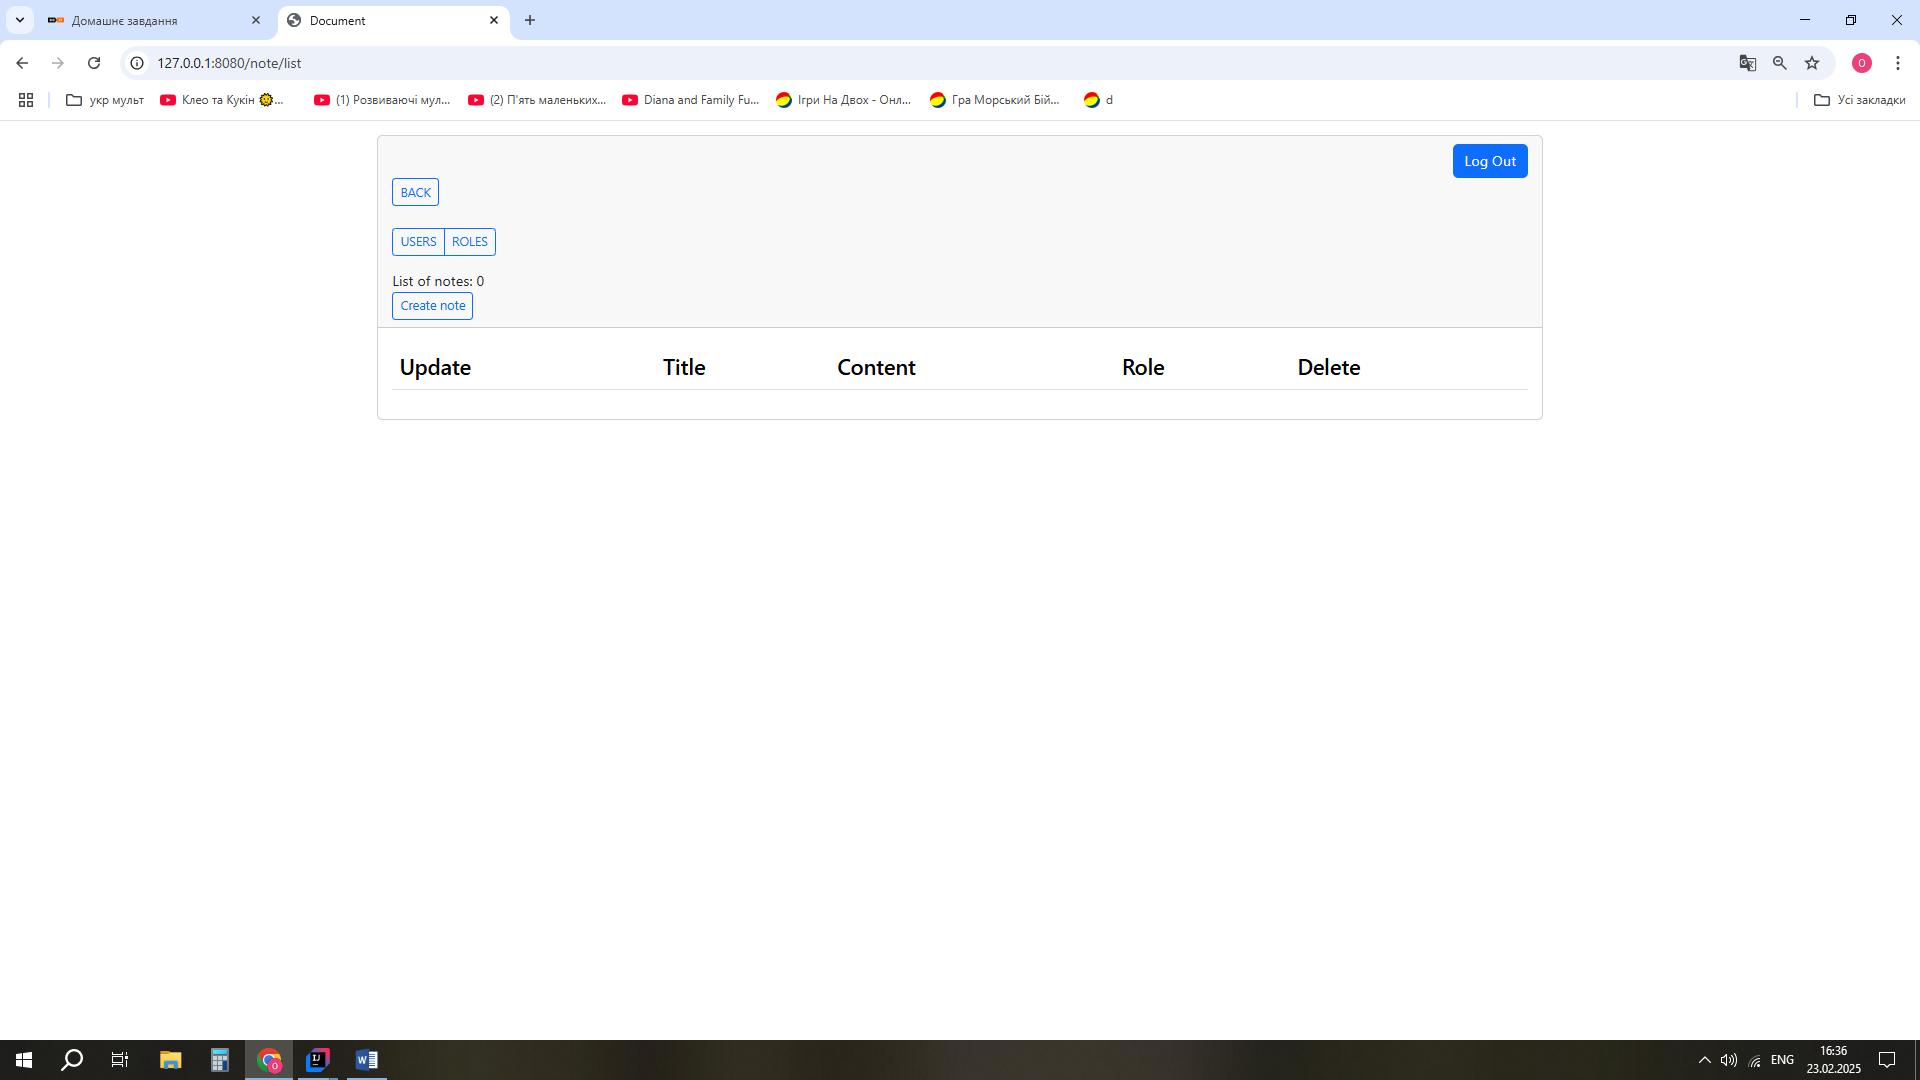 Домашнє завдання
Document
127.0.0.1:8080/note/list
O
укр мульт
Клео та Кукін 🌞...
(1) Розвиваючі мул...
(2) П'ять маленьких...
Diana and Family Fu...
Ігри На Двох - Онл...
Гра Морський Бій...
d
Усі закладки
Log Out
BACK
USERS ROLES
List of notes: 0
Create note
Update Title Content Role Delete
ENG
16:36
23.02.2025